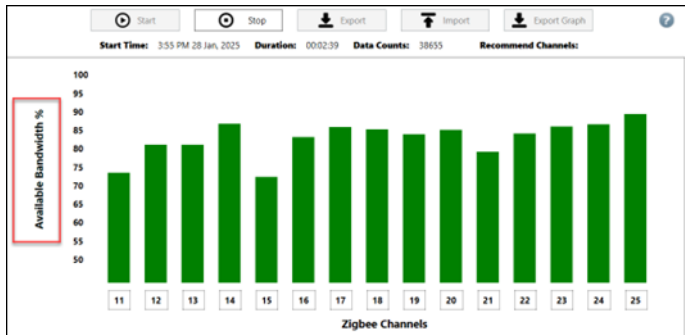 Start Stop Export Import Export Graph ?
Start Time: 3:55 PM 28 Jan, 2025 Duration: 00:02:39 Data Counts: 38655 Recommend Channels:
Available Bandwidth %
100
95
90
85
80
75
70
65
60
55
50
11 12 13 14 15 16 17 18 19 20 21 22 23 24 25
Zigbee Channels